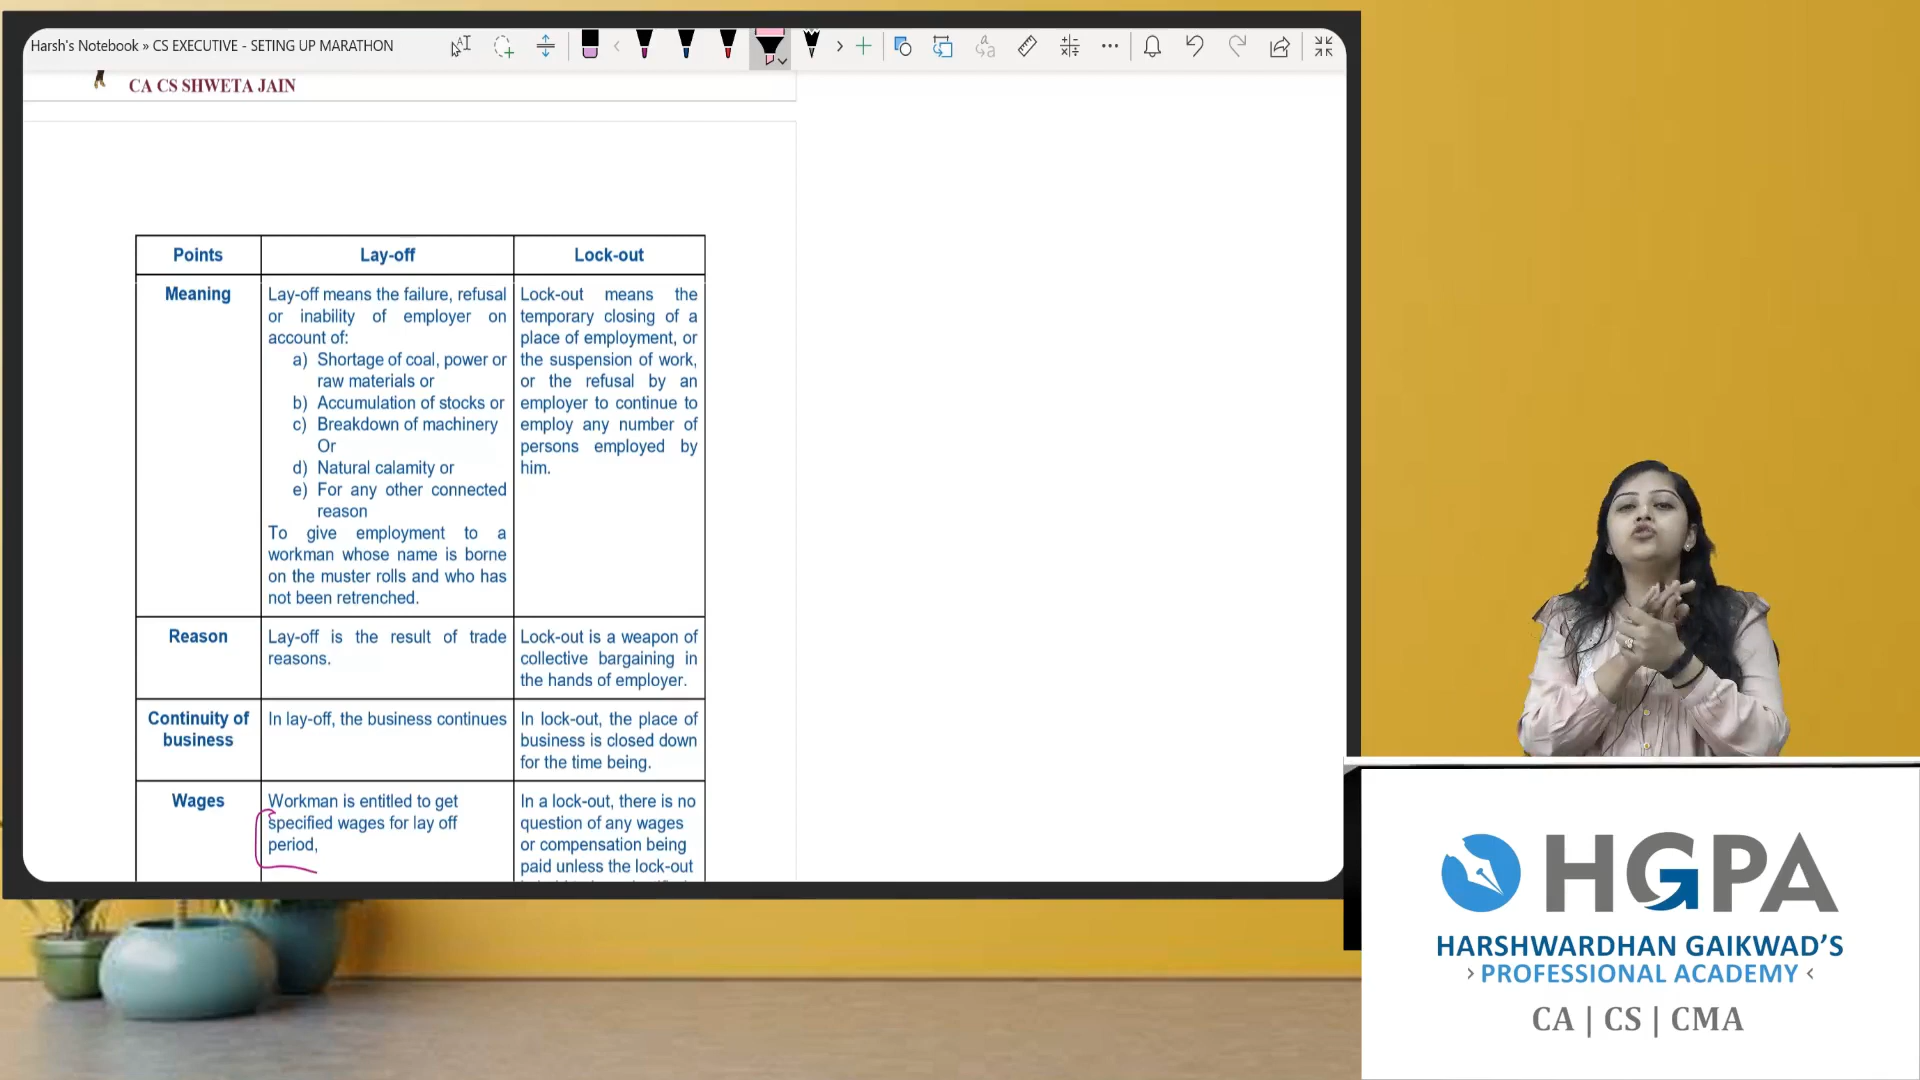 Harsh's Notebook » CS EXECUTIVE - SETING UP MARATHON
CA CS SHWETA JAIN
Points
Lay-off
Lock-out
Meaning
Lay-off means the failure, refusal
or inability of employer on
account of:
a) Shortage of coal, power or
raw materials or
b) Accumulation of stocks or
c) Breakdown of machinery
Or
d) Natural calamity or
e) For any other connected
reason
To give employment to a
workman whose name is borne
on the muster rolls and who has
not been retrenched.
Lock-out means the
temporary closing of a
place of employment, or
the suspension of work,
or the refusal by an
employer to continue to
employ any number of
persons employed by
him.
Reason
Lay-off is the result of trade
reasons.
Lock-out is a weapon of
collective bargaining in
the hands of employer.
Continuity of
business
In lay-off, the business continues
In lock-out, the place of
business is closed down
for the time being.
Wages
Workman is entitled to get
specified wages for lay off
period,
In a lock-out, there is no
question of any wages
or compensation being
paid unless the lock-out
HGPA
HARSHWARDHAN GAIKWAD'S
PROFESSIONAL ACADEMY
CA | CS | CMA